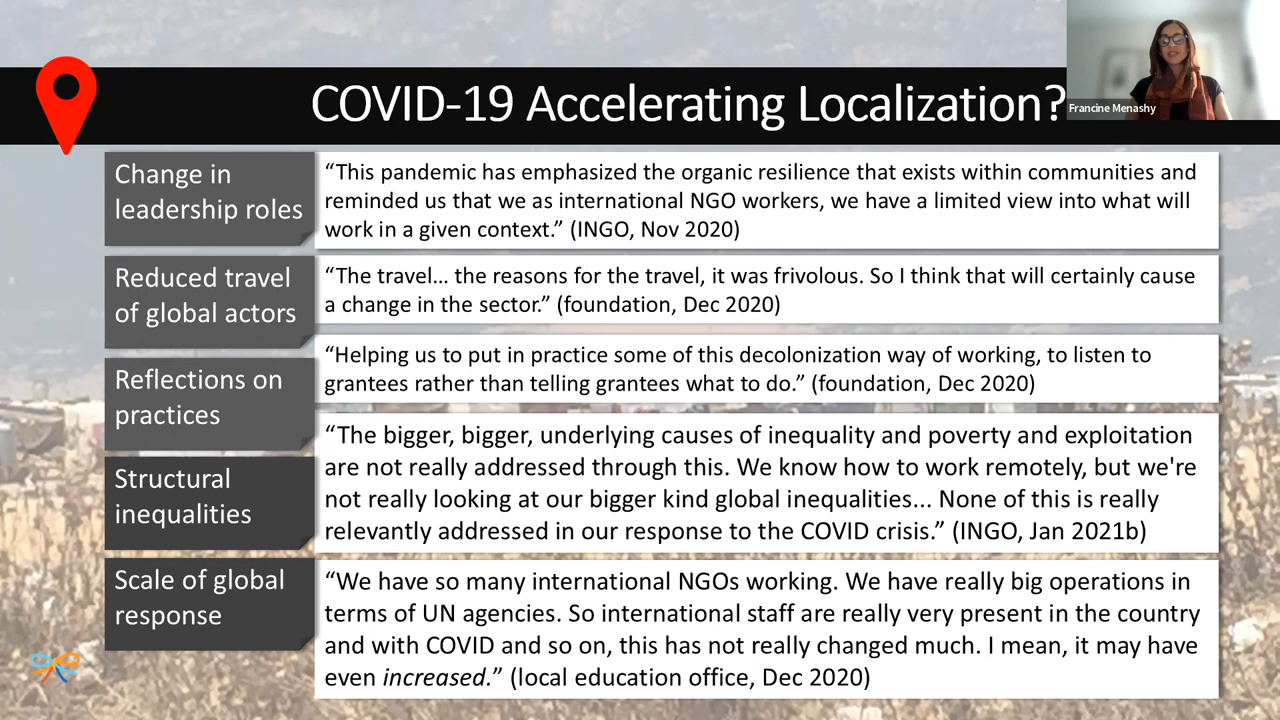 COVID-19 Accelerating Localization?
Francine Menashy
Change in
leadership roles
“This pandemic has emphasized the organic resilience that exists within communities and
reminded us that we as international NGO workers, we have a limited view into what will
work in a given context.” (INGO, Nov 2020)
Reduced travel
of global actors
“The travel… the reasons for the travel, it was frivolous. So I think that will certainly cause
a change in the sector.” (foundation, Dec 2020)
Reflections on
practices
“Helping us to put in practice some of this decolonization way of working, to listen to
grantees rather than telling grantees what to do.” (foundation, Dec 2020)
Structural
inequalities
“The bigger, bigger, underlying causes of inequality and poverty and exploitation
are not really addressed through this. We know how to work remotely, but we're
not really looking at our bigger kind global inequalities... None of this is really
relevantly addressed in our response to the COVID crisis.” (INGO, Jan 2021b)
Scale of global
response
“We have so many international NGOs working. We have really big operations in
terms of UN agencies. So international staff are really very present in the country
and with COVID and so on, this has not really changed much. I mean, it may have
even increased.” (local education office, Dec 2020)